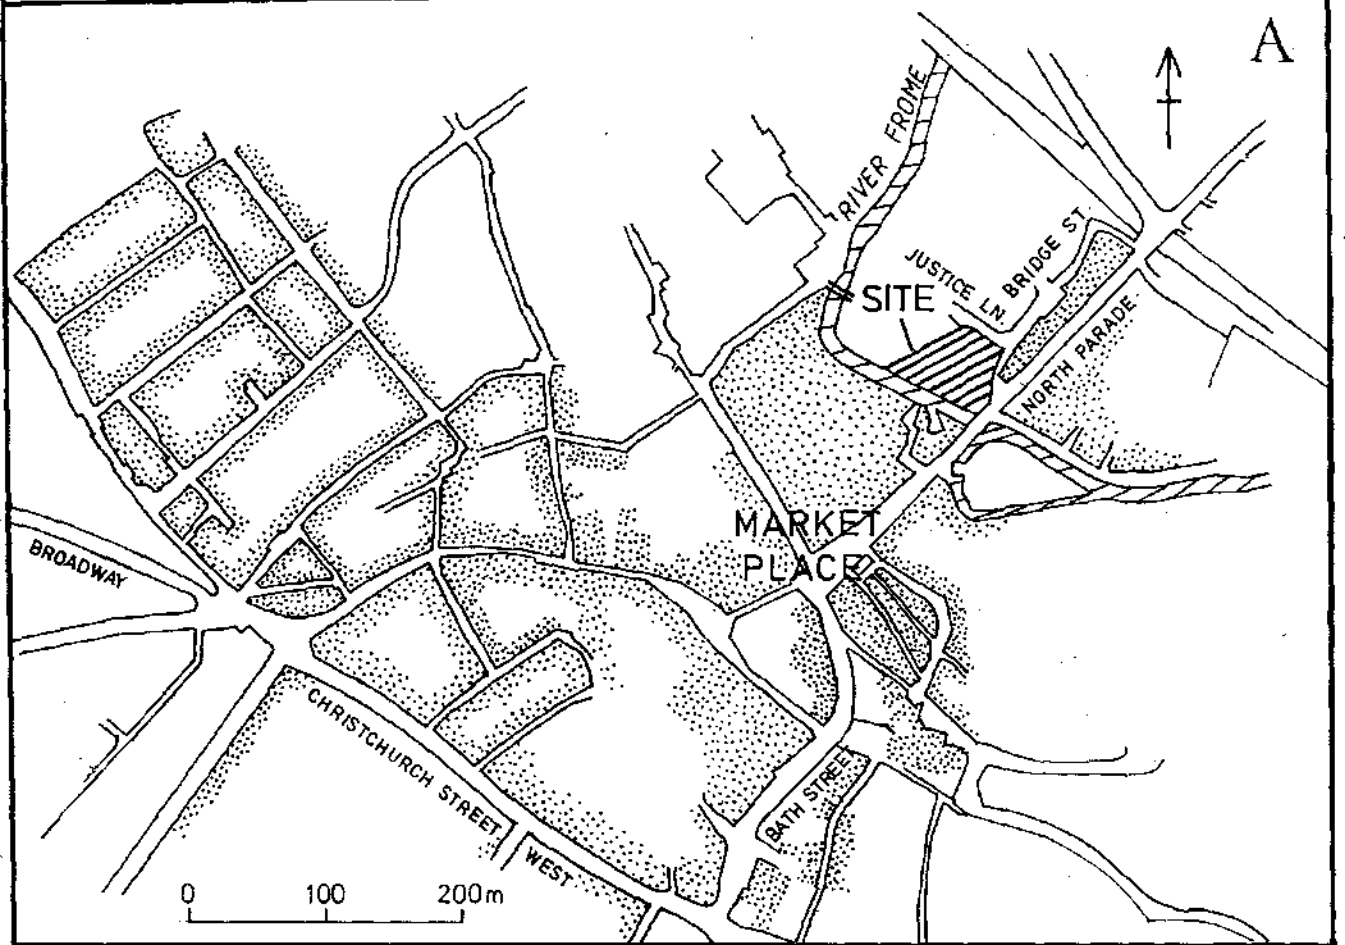 A
RIVER FROME
JUSTICE LN.
BRIDGE ST.
SITE
NORTH PARADE
MARKET
PLACE
BROADWAY
CHRISTCHURCH STREET
WEST
BATH STREET
0 100 200m